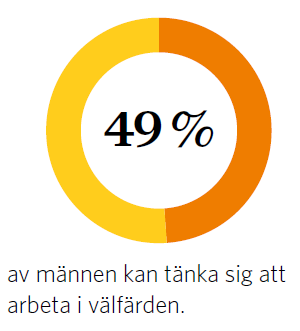 49 %
av männen kan tänka sig att
arbeta i välfärden.